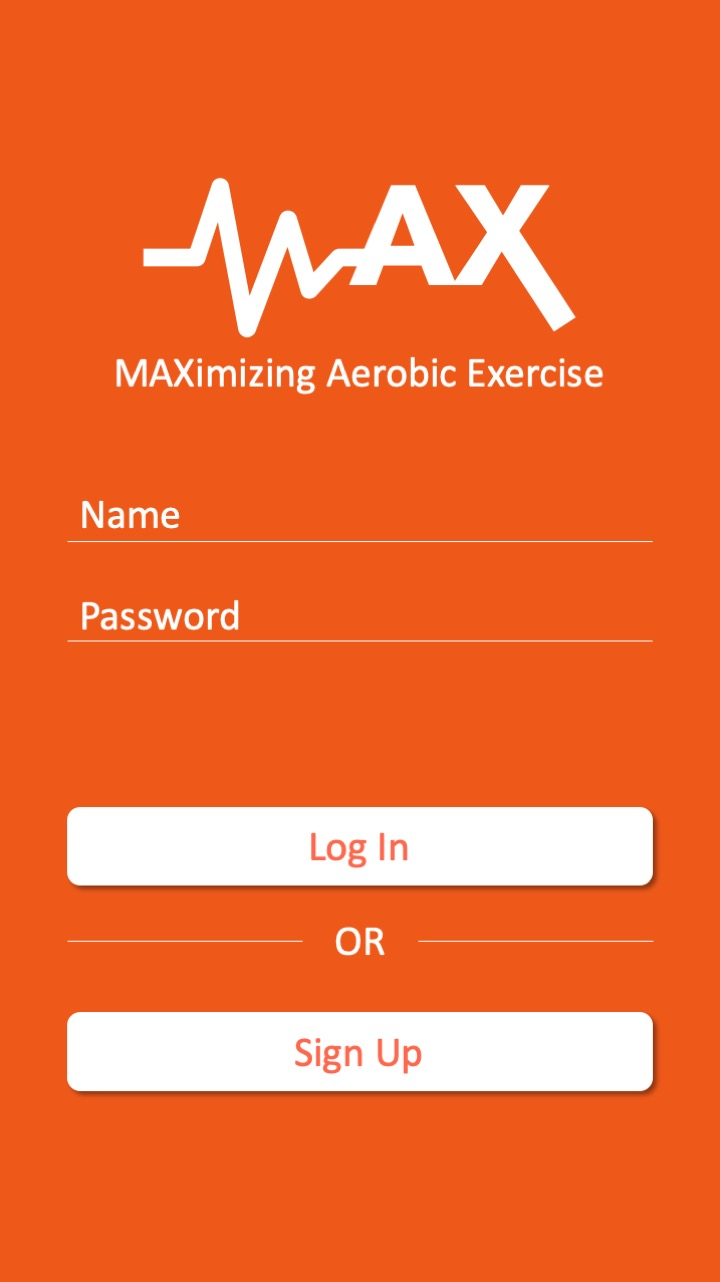 MAX
MAXimizing Aerobic Exercise
Name
Password
Log In
OR
Sign Up